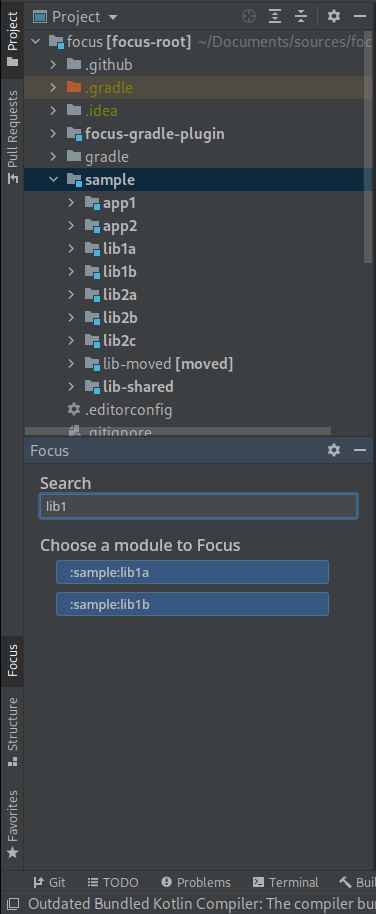 Project
Project
Pull Requests
focus [focus-root] ~/Documents/sources/foc
.github
.gradle
.idea
focus-gradle-plugin
gradle
sample
app1
app2
lib1a
lib1b
lib2a
lib2b
lib2c
lib-moved [moved]
lib-shared
.editorconfig
.gitignore
Focus
Search
lib1
Choose a module to Focus
:sample:lib1a
:sample:lib1b
Focus
Structure
Favorites
Git TODO Problems Terminal Bui
Outdated Bundled Kotlin Compiler: The compiler bu